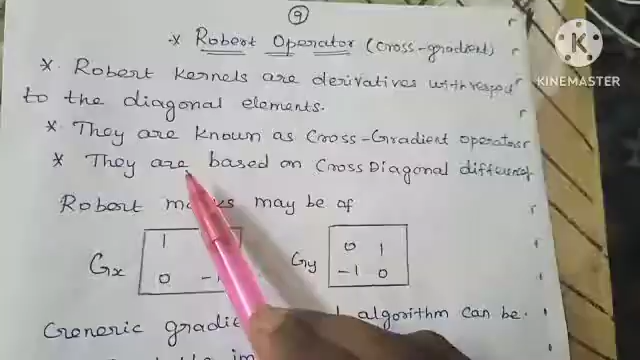 9
* Robert Operator (Cross-gradient)
* Robert kernels are derivatives with respect
to the diagonal elements.
* They are known as Cross-Gradient operators
* They are based on Cross Diagonal differences
Robert may be of
Gx 1
0 -1
Gy 0 1
-1 0
Generic algorithm can be
K
KINEMASTER